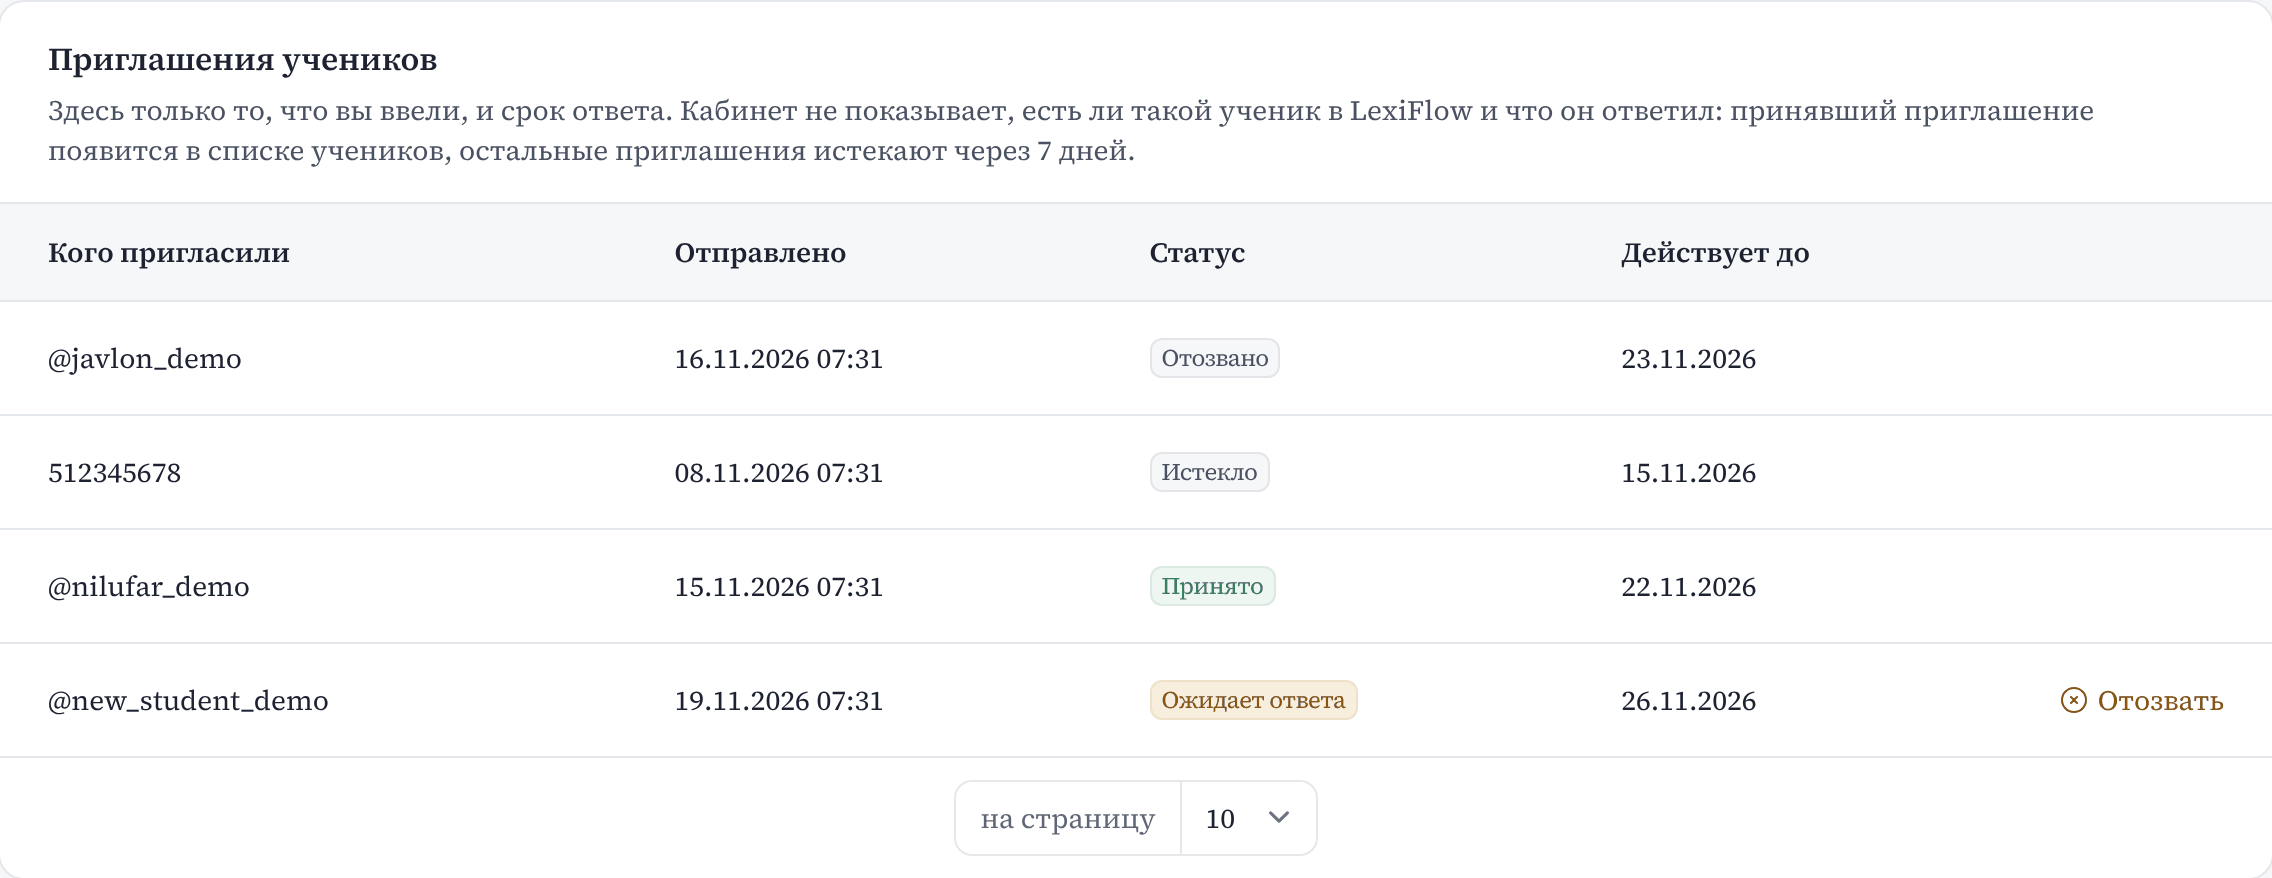 Приглашения учеников
Здесь только то, что вы ввели, и срок ответа. Кабинет не показывает, есть ли такой ученик в LexiFlow и что он ответил: принявший приглашение
появится в списке учеников, остальные приглашения истекают через 7 дней.
Кого пригласили Отправлено Статус Действует до
@javlon_demo 16.11.2026 07:31 Отозвано 23.11.2026
512345678 08.11.2026 07:31 Истекло 15.11.2026
@nilufar_demo 15.11.2026 07:31 Принято 22.11.2026
@new_student_demo 19.11.2026 07:31 Ожидает ответа 26.11.2026 Отозвать
на страницу 10